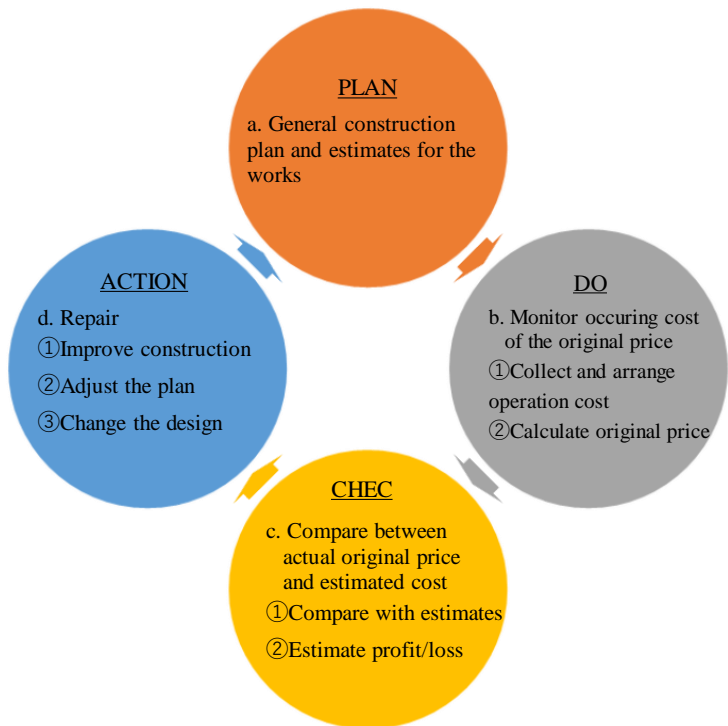 PLAN
a. General construction
plan and estimates for the
works
DO
b. Monitor occuring cost
of the original price
①Collect and arrange
operation cost
②Calculate original price
CHEC
c. Compare between
actual original price
and estimated cost
①Compare with estimates
②Estimate profit/loss
ACTION
d. Repair
①Improve construction
②Adjust the plan
③Change the design